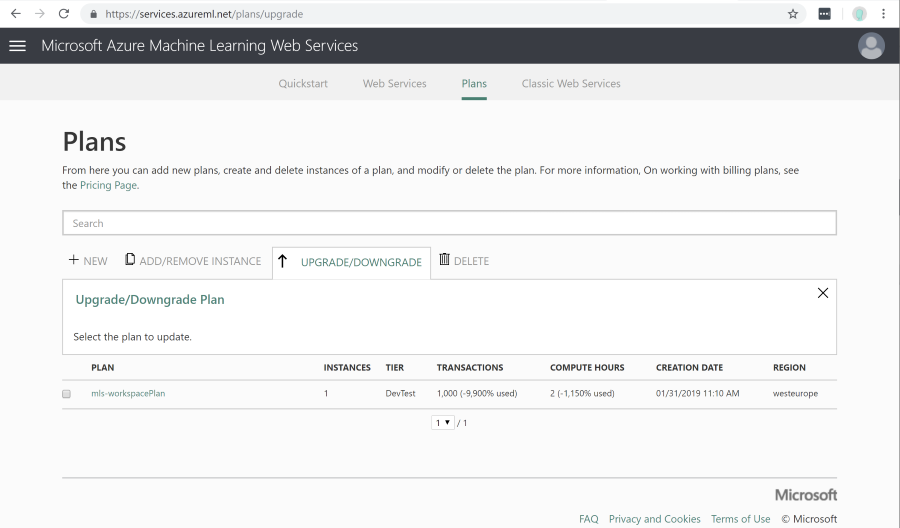 https://services.azureml.net/plans/upgrade
Microsoft Azure Machine Learning Web Services
Quickstart Web Services Plans Classic Web Services
Plans
From here you can add new plans, create and delete instances of a plan, and modify or delete the plan. For more information, On working with billing plans, see
the Pricing Page.
Search
NEW ADD/REMOVE INSTANCE UPGRADE/DOWNGRADE DELETE
Upgrade/Downgrade Plan
Select the plan to update.
PLAN INSTANCES TIER TRANSACTIONS COMPUTE HOURS CREATION DATE REGION
mls-workspacePlan 1 DevTest 1,000 (-9,900% used) 2 (-1,150% used) 01/31/2019 11:10 AM westeurope
1 / 1
Microsoft
FAQ Privacy and Cookies Terms of Use © Microsoft